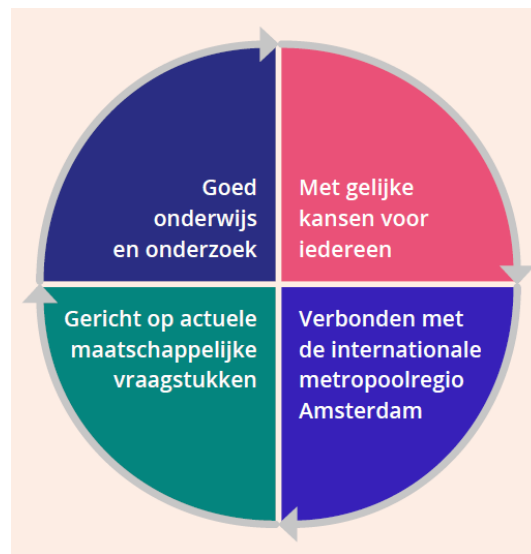 Goed
onderwijs
en onderzoek
Met gelijke
kansen voor
iedereen
Gericht op actuele
maatschappelijke
vraagstukken
Verbonden met
de internationale
metropoolregio
Amsterdam